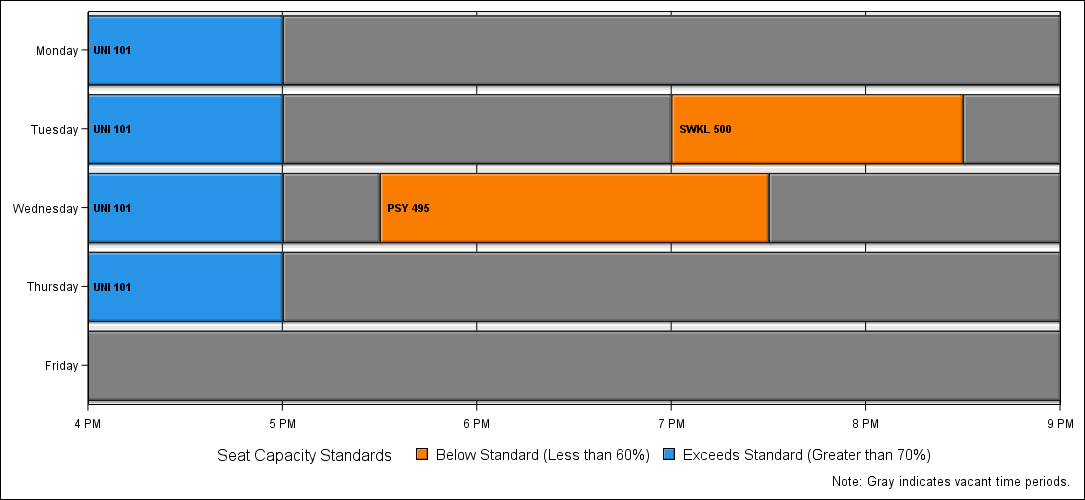 Monday UNI 101
Tuesday UNI 101 SWKL 500
Wednesday UNI 101 PSY 495
Thursday UNI 101
Friday
4 PM 5 PM 6 PM 7 PM 8 PM 9 PM
Seat Capacity Standards Below Standard (Less than 60%) Exceeds Standard (Greater than 70%)
Note: Gray indicates vacant time periods.